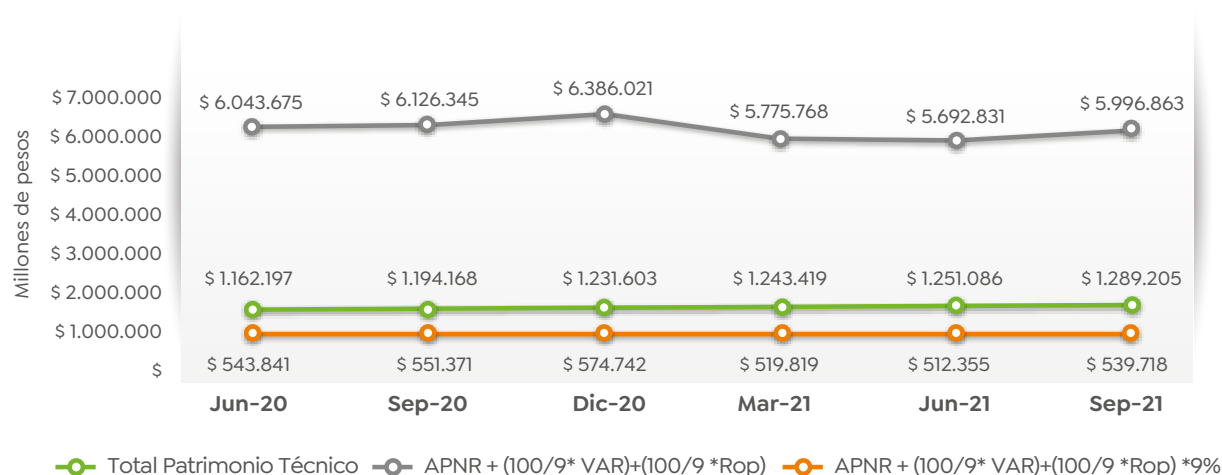 Millones de pesos
$ 7.000.000
$ 6.000.000
$ 5.000.000
$ 4.000.000
$ 3.000.000
$ 2.000.000
$ 1.000.000
$
$ 6.043.675
$ 6.126.345
$ 6.386.021
$ 5.775.768
$ 5.692.831
$ 5.996.863
$ 1.162.197
$ 1.194.168
$ 1.231.603
$ 1.243.419
$ 1.251.086
$ 1.289.205
$ 543.841
$ 551.371
$ 574.742
$ 519.819
$ 512.355
$ 539.718
Jun-20
Sep-20
Dic-20
Mar-21
Jun-21
Sep-21
Total Patrimonio Técnico
APNR + (100/9* VAR)+(100/9 *Rop)
APNR + (100/9* VAR)+(100/9 *Rop) *9%